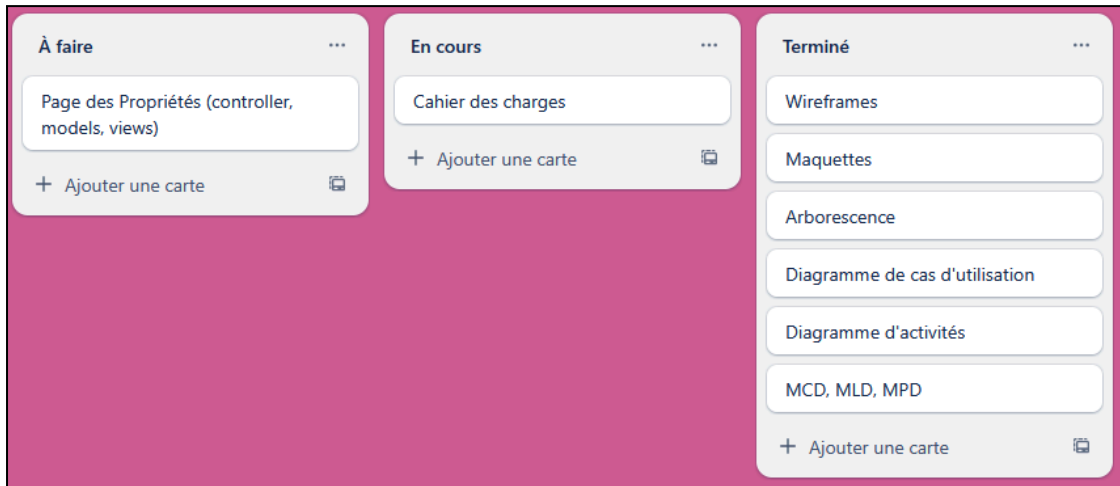 À faire
Page des Propriétés (controller,
models, views)
Ajouter une carte
En cours
Cahier des charges
Ajouter une carte
Terminé
Wireframes
Maquettes
Arborescence
Diagramme de cas d'utilisation
Diagramme d'activités
MCD, MLD, MPD
Ajouter une carte